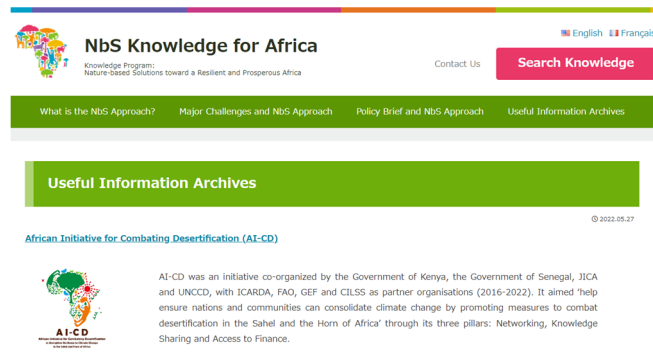 English Français
NbS Knowledge for Africa
Knowledge Program:
Nature-based Solutions toward a Resilient and Prosperous Africa
Contact Us
Search Knowledge
What is the NbS Approach? Major Challenges and NbS Approach Policy Brief and NbS Approach Useful Information Archives
Useful Information Archives
2022.05.27
African Initiative for Combating Desertification (AI-CD)
AI-CD was an initiative co-organized by the Government of Kenya, the Government of Senegal, JICA
and UNCCD, with ICARDA, FAO, GEF and CILSS as partner organisations (2016-2022). It aimed ‘help
ensure nations and communities can consolidate climate change by promoting measures to combat
desertification in the Sahel and the Horn of Africa’ through its three pillars: Networking, Knowledge
Sharing and Access to Finance.
AI-CD
African Initiative for Combating Desertification